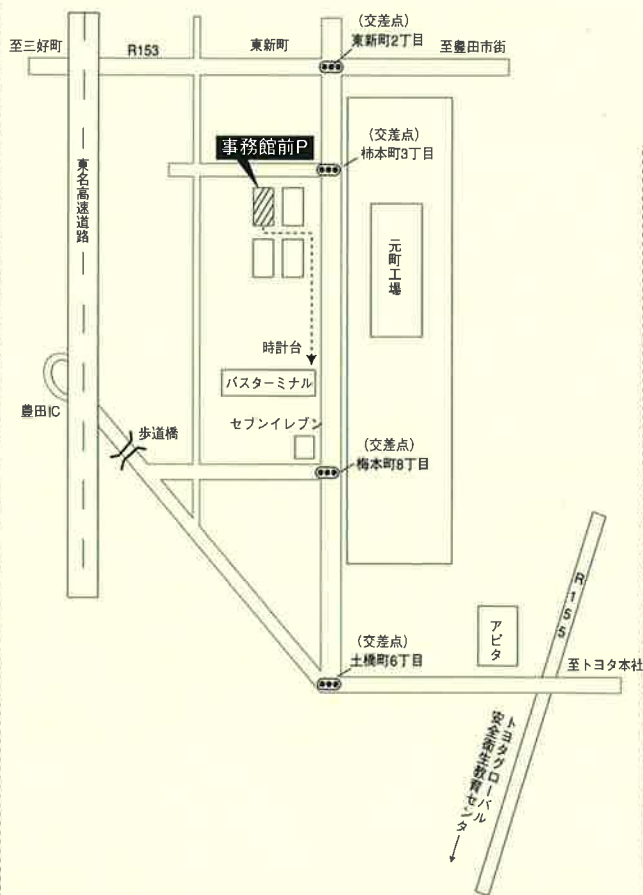 (交差点)
東新町2丁目
至三好町
R153
東新町
至豊田市街
事務館前P
(交差点)
柿本町3丁目
東名高速道路
元町工場
時計台
バスターミナル
豊田IC
歩道橋
セブンイレブン
(交差点)
梅本町8丁目
R155
アピタ
(交差点)
土橋町6丁目
至トヨタ本社
トヨタグローバル
安全衛生教育センタ